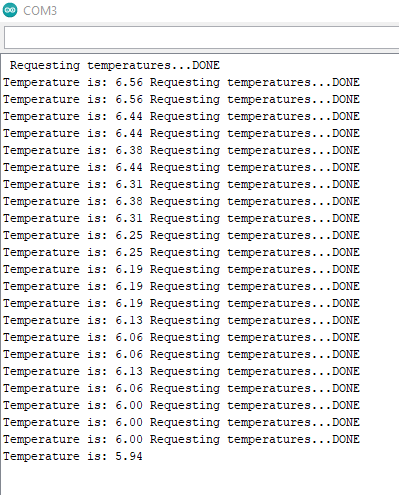 COM3
Requesting temperatures...DONE
Temperature is: 6.56 Requesting temperatures...DONE
Temperature is: 6.56 Requesting temperatures...DONE
Temperature is: 6.44 Requesting temperatures...DONE
Temperature is: 6.44 Requesting temperatures...DONE
Temperature is: 6.38 Requesting temperatures...DONE
Temperature is: 6.44 Requesting temperatures...DONE
Temperature is: 6.31 Requesting temperatures...DONE
Temperature is: 6.38 Requesting temperatures...DONE
Temperature is: 6.31 Requesting temperatures...DONE
Temperature is: 6.25 Requesting temperatures...DONE
Temperature is: 6.25 Requesting temperatures...DONE
Temperature is: 6.19 Requesting temperatures...DONE
Temperature is: 6.19 Requesting temperatures...DONE
Temperature is: 6.19 Requesting temperatures...DONE
Temperature is: 6.13 Requesting temperatures...DONE
Temperature is: 6.06 Requesting temperatures...DONE
Temperature is: 6.06 Requesting temperatures...DONE
Temperature is: 6.13 Requesting temperatures...DONE
Temperature is: 6.06 Requesting temperatures...DONE
Temperature is: 6.00 Requesting temperatures...DONE
Temperature is: 6.00 Requesting temperatures...DONE
Temperature is: 6.00 Requesting temperatures...DONE
Temperature is: 5.94